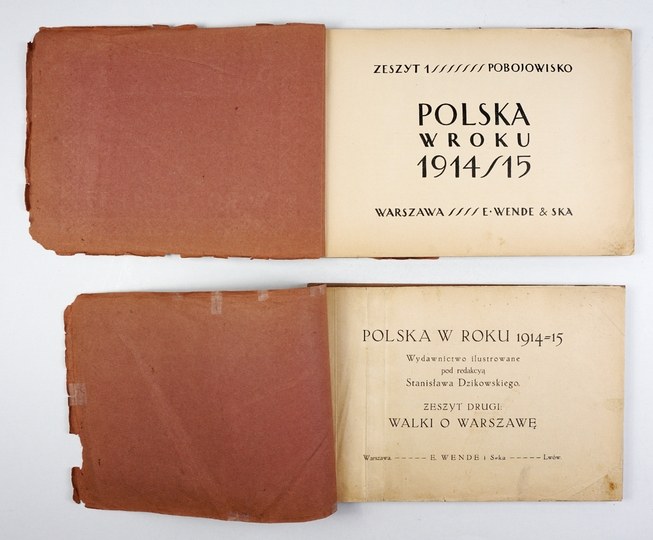 ZESZYT 1 /////// POBOJOWISKO
POLSKA
W ROKU
1914/15
WARSZAWA //// E·WENDE & SKA
POLSKA W ROKU 1914=15
Wydawnictwo ilustrowane
pod redakcyą
Stanisława Dzikowskiego.
ZESZYT DRUGI:
WALKI O WARSZAWĘ
Warszawa. ----- E. WENDE i S-ka ----- Lwów.